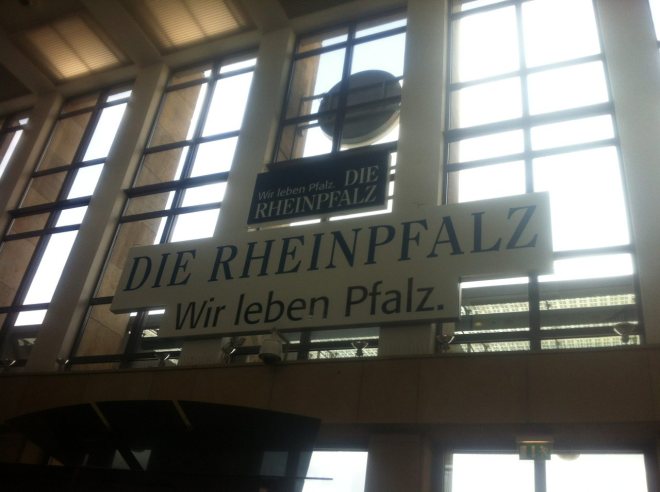 Wir leben Pfalz. DIE
RHEINPFALZ
DIE RHEINPFALZ
Wir leben Pfalz.